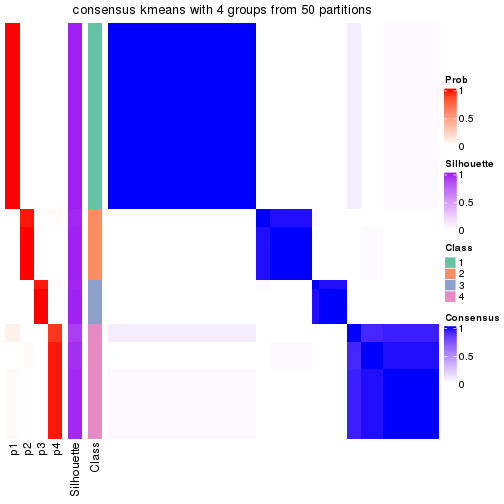 consensus kmeans with 4 groups from 50 partitions
Prob
1
0.5
0
Silhouette
1
0.5
0
Class
1
2
3
4
Consensus
1
0.5
0
p1
p2
p3
p4
Silhouette
Class